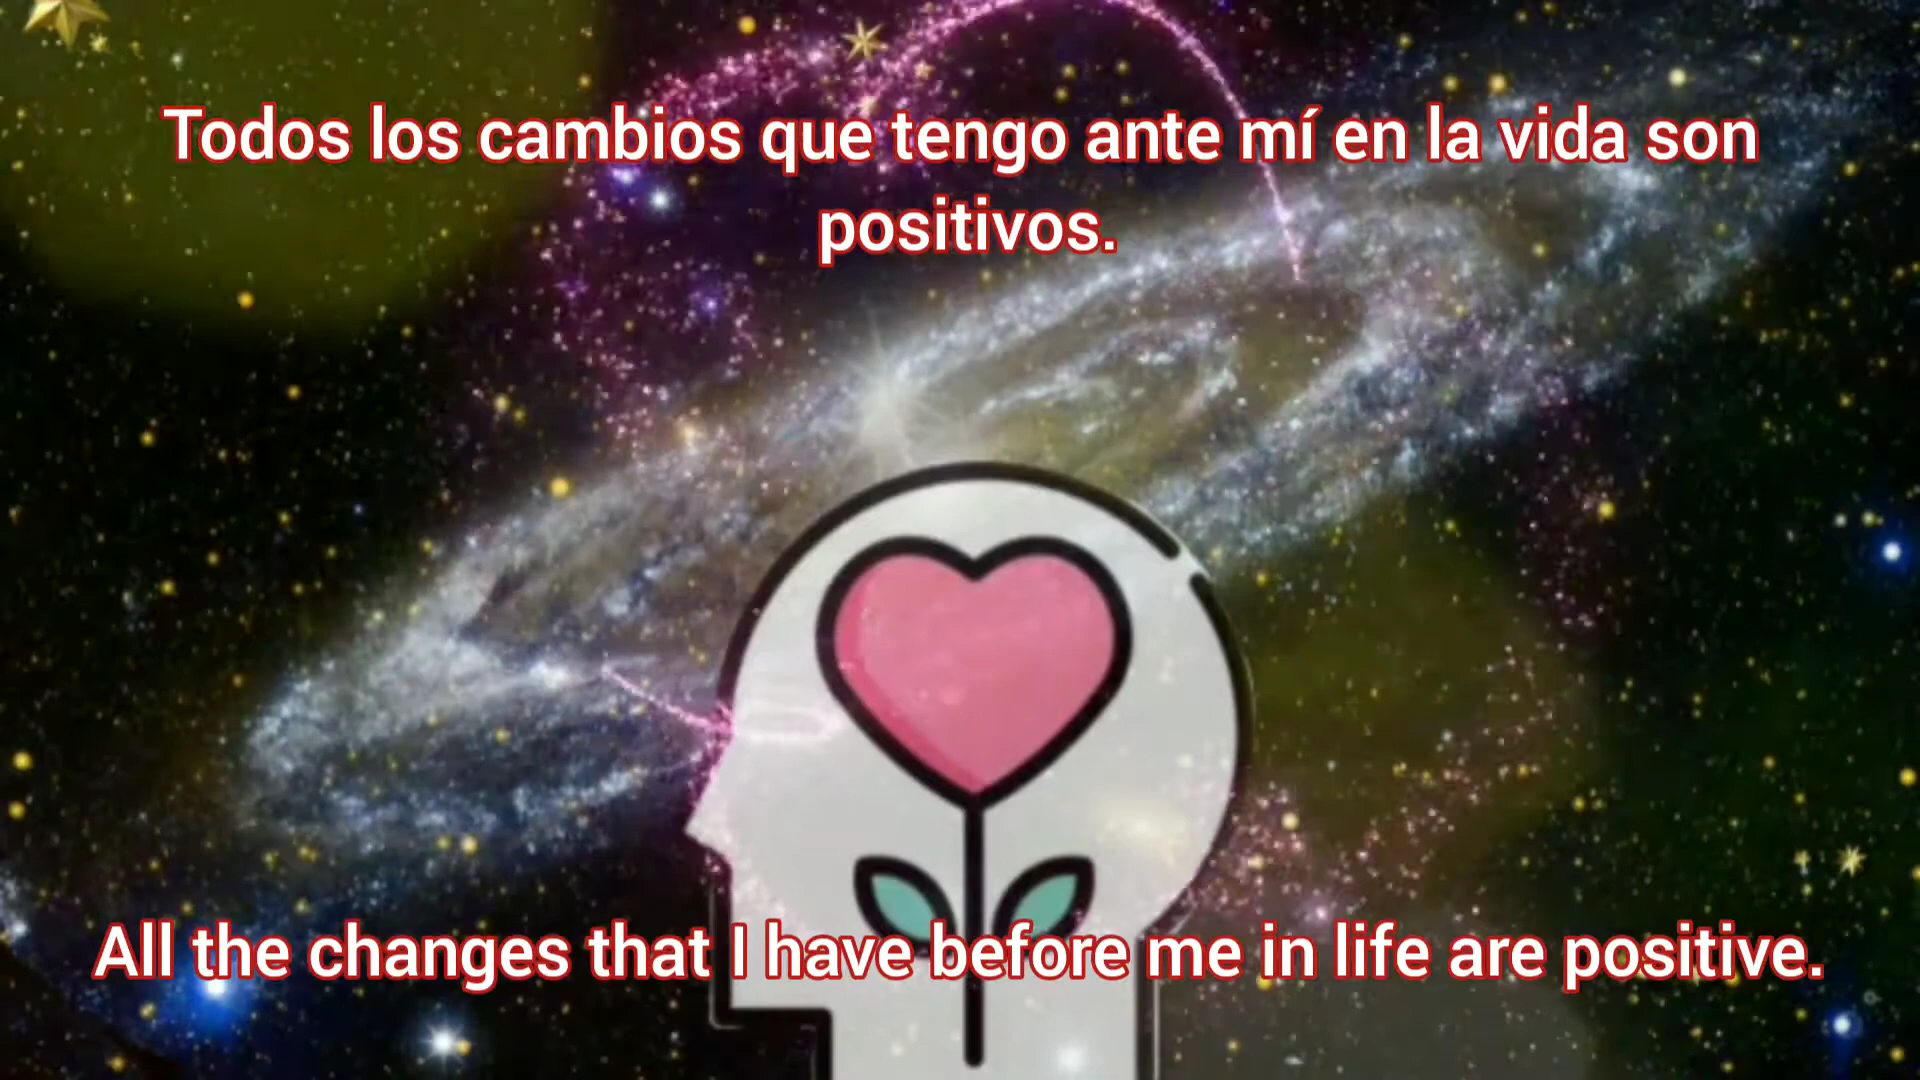 Todos los cambios que tengo ante mí en la vida son
positivos.
All the changes that I have before me in life are positive.